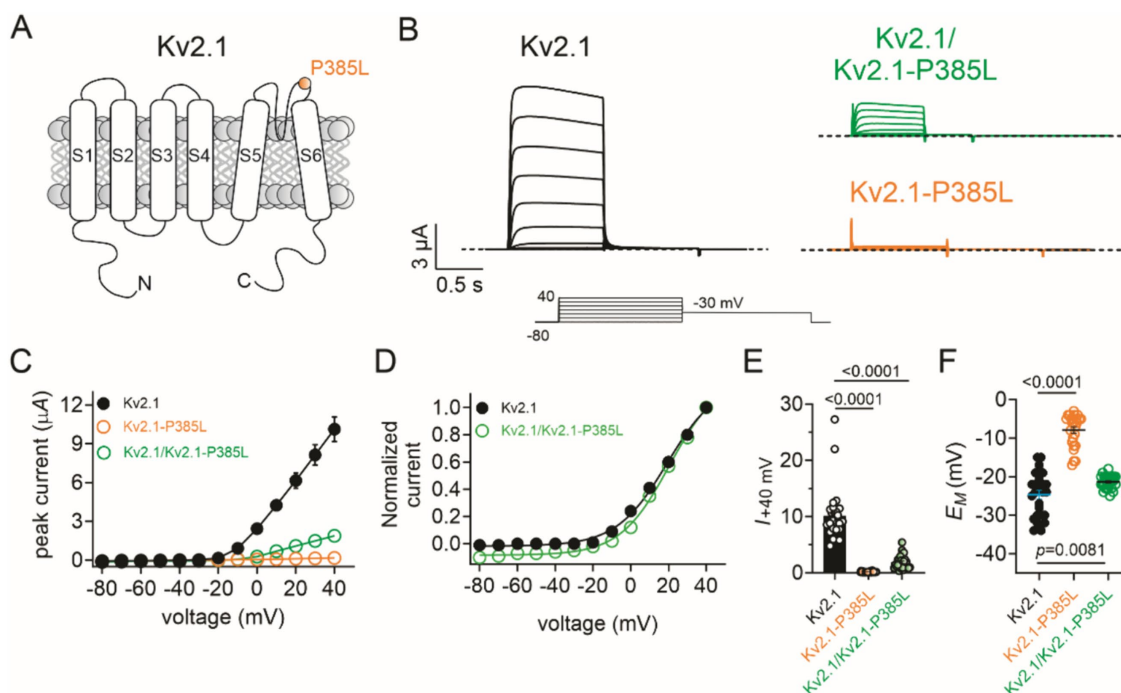 A
Kv2.1
P385L
S1
S2
S3
S4
S5
S6
N
C
B
Kv2.1
Kv2.1/
Kv2.1-P385L
Kv2.1-P385L
3 µA
0.5 s
40
-80
-30 mV
C
12
9
6
3
0
peak current (µA)
Kv2.1
Kv2.1-P385L
Kv2.1/Kv2.1-P385L
-80 -60 -40 -20 0 20 40
voltage (mV)
D
1.0
0.8
0.6
0.4
0.2
0.0
Normalized
current
Kv2.1
Kv2.1/Kv2.1-P385L
-80 -60 -40 -20 0 20 40
voltage (mV)
E
<0.0001
<0.0001
30
20
10
0
I+40 mV
Kv2.1
Kv2.1-P385L
Kv2.1/Kv2.1-P385L
F
<0.0001
0
-10
-20
-30
-40
EM (mV)
p=0.0081
Kv2.1
Kv2.1-P385L
Kv2.1/Kv2.1-P385L